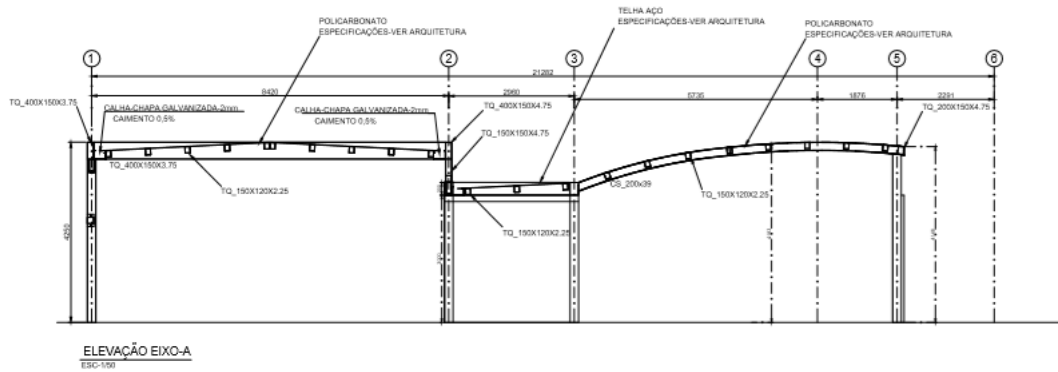 POLICARBONATO
ESPECIFICAÇÕES-VER ARQUITETURA
TELHA AÇO
ESPECIFICAÇÕES-VER ARQUITETURA
POLICARBONATO
ESPECIFICAÇÕES-VER ARQUITETURA
1
2
3
4
5
6
21282
8420
2960
5735
1876
2291
TQ_400X150X3.75
CALHA-CHAPA GALVANIZADA-2mm
CAIMENTO 0,5%
CALHA-CHAPA GALVANIZADA-2mm
CAIMENTO 0,5%
TQ_400X150X4.75
TQ_200X150X4.75
TQ_150X150X4.75
TQ_400X150X3.75
TQ_150X120X2.25
CS_200x39
TQ_150X120X2.25
TQ_150X120X2.25
4250
ELEVAÇÃO EIXO-A
ESC-1/50